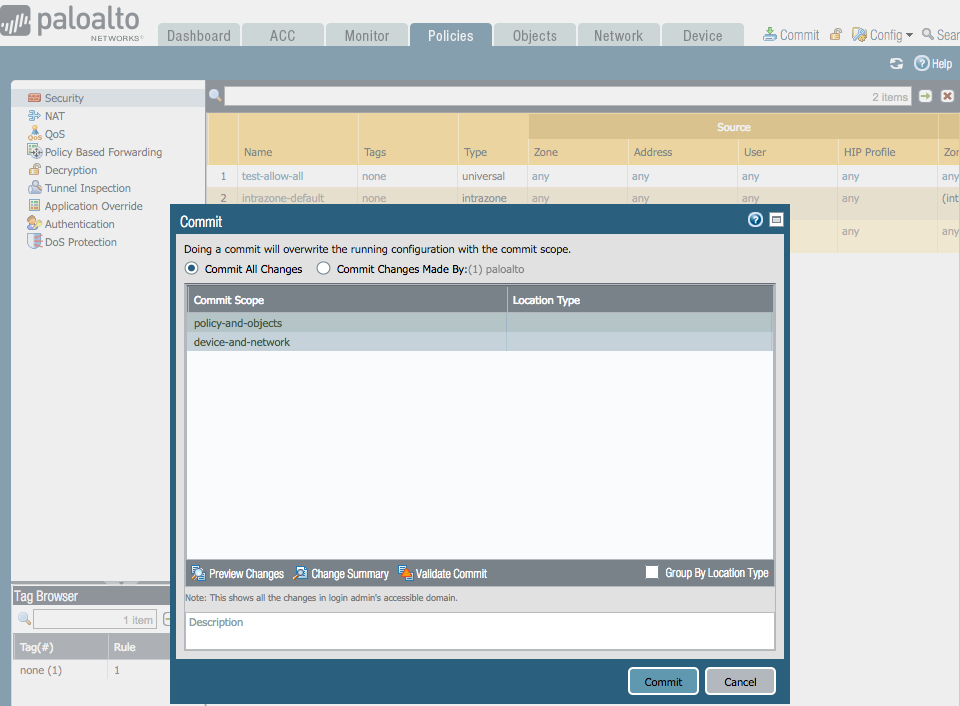 paloalto
NETWORKS
Dashboard ACC Monitor Policies Objects Network Device Commit Config Sear
Help
Security
NAT
QoS
Policy Based Forwarding
Decryption
Tunnel Inspection
Application Override
Authentication
DoS Protection
2 items
Source
Name Tags Type Zone Address User HIP Profile Zon
1 test-allow-all none universal any any any any any
2 intrazone-default none intrazone any any any any (int
any any
Commit
Doing a commit will overwrite the running configuration with the commit scope.
Commit All Changes Commit Changes Made By:(1) paloalto
Commit Scope Location Type
policy-and-objects
device-and-network
Preview Changes Change Summary Validate Commit Group By Location Type
Note: This shows all the changes in login admin's accessible domain.
Description
Commit Cancel
Tag Browser
1 item
Tag(#) Rule
none (1) 1